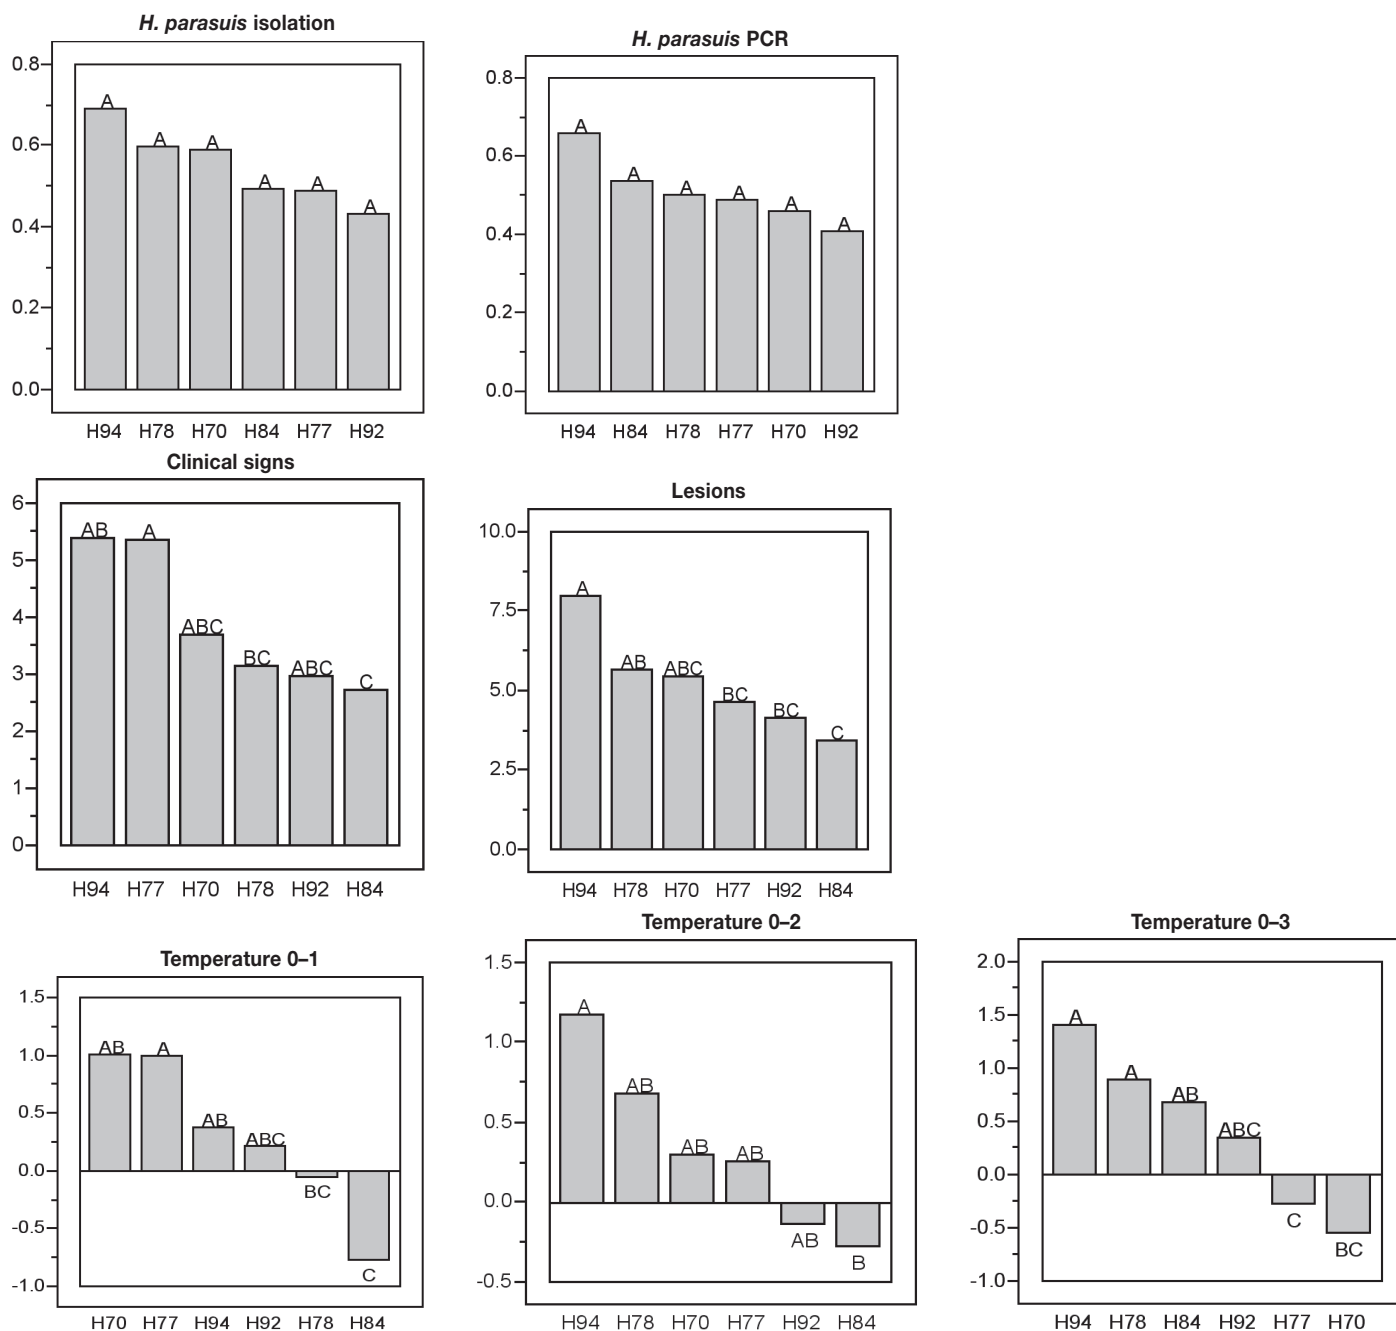 H. parasuis isolation
0.8
0.6
0.4
0.2
0.0
A
A
A
A
A
A
H94 H78 H70 H84 H77 H92
H. parasuis PCR
0.8
0.6
0.4
0.2
0.0
A
A
A
A
A
A
H94 H84 H78 H77 H70 H92
Clinical signs
6
5
4
3
2
1
0
AB
A
ABC
BC
ABC
C
H94 H77 H70 H78 H92 H84
Lesions
10.0
7.5
5.0
2.5
0.0
A
AB
ABC
BC
BC
C
H94 H78 H70 H77 H92 H84
Temperature 0–1
1.5
1.0
0.5
0.0
-0.5
-1.0
AB
A
AB
ABC
BC
C
H70 H77 H94 H92 H78 H84
Temperature 0–2
1.5
1.0
0.5
0.0
-0.5
A
AB
AB
AB
AB
B
H94 H78 H70 H77 H92 H84
Temperature 0–3
2.0
1.5
1.0
0.5
0.0
-0.5
-1.0
A
A
AB
ABC
C
BC
H94 H78 H84 H92 H77 H70